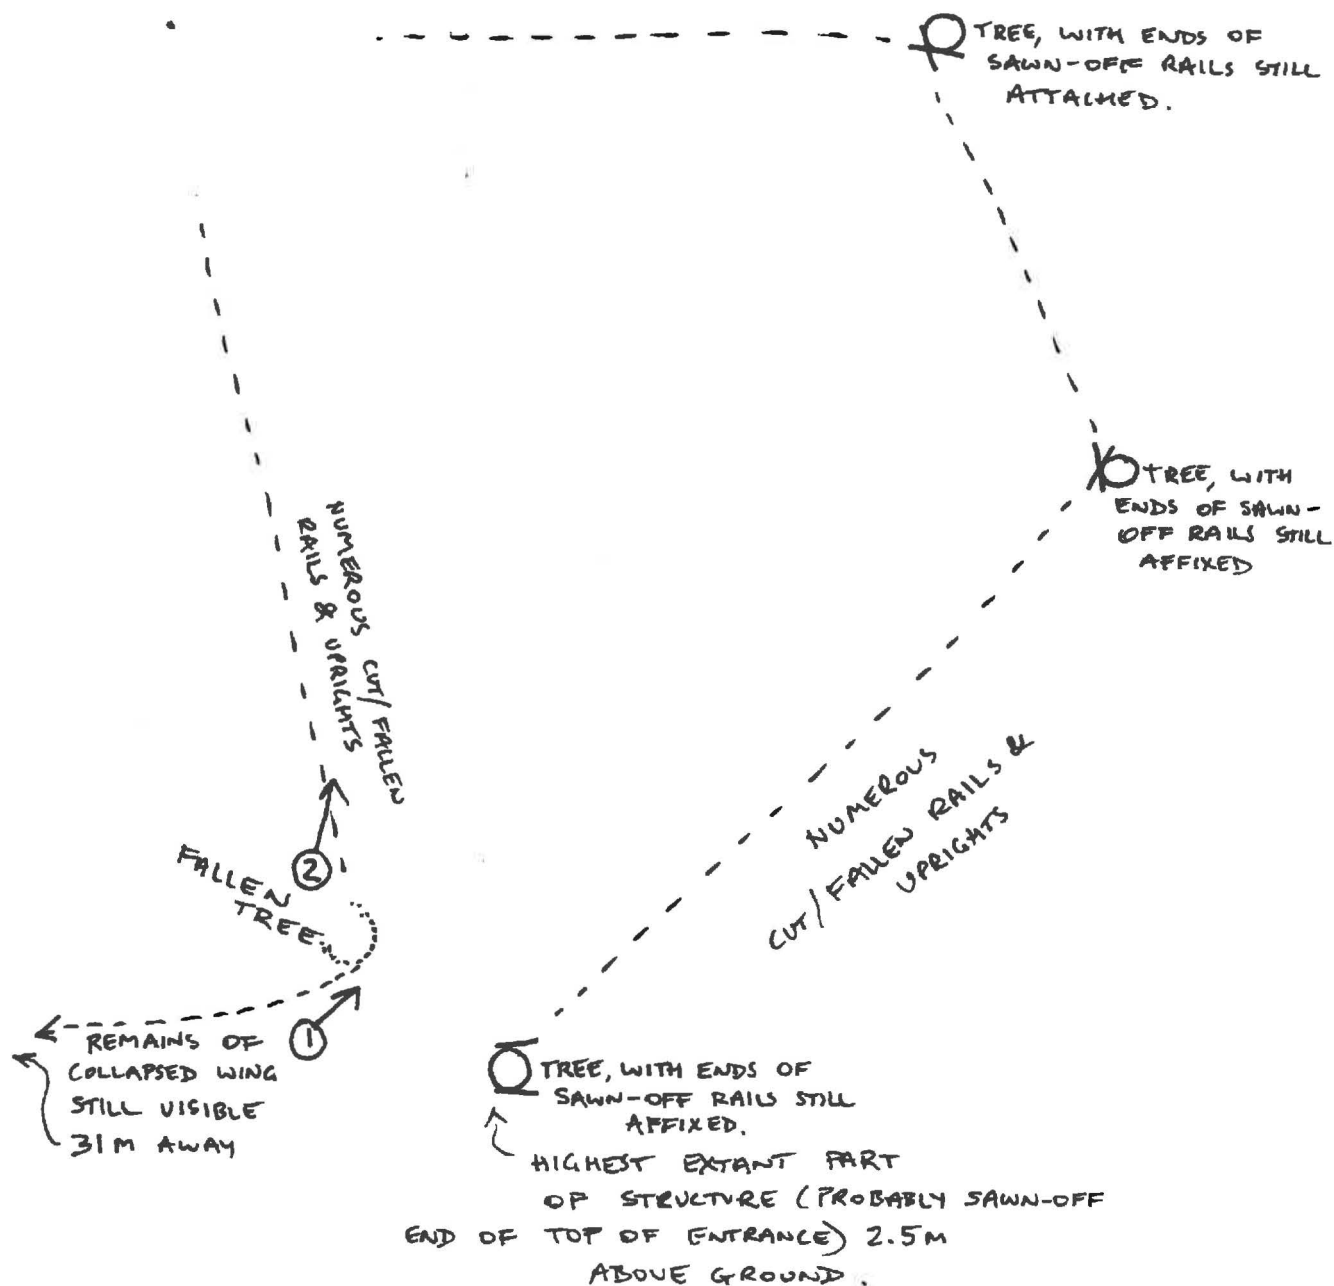 TREE, WITH ENDS OF
SAWN-OFF RAILS STILL
ATTACHED.
TREE, WITH
ENDS OF SAWN-
OFF RAILS STILL
AFFIXED
NUMEROUS CUT/FALLEN
RAILS & UPRIGHTS
NUMEROUS
CUT/FALLEN RAILS &
UPRIGHTS
2
FALLEN
TREE
1
REMAINS OF
COLLAPSED WING
STILL VISIBLE
31M AWAY
TREE, WITH ENDS OF
SAWN-OFF RAILS STILL
AFFIXED.
HIGHEST EXTANT PART
OF STRUCTURE (PROBABLY SAWN-OFF
END OF TOP OF ENTRANCE) 2.5M
ABOVE GROUND.